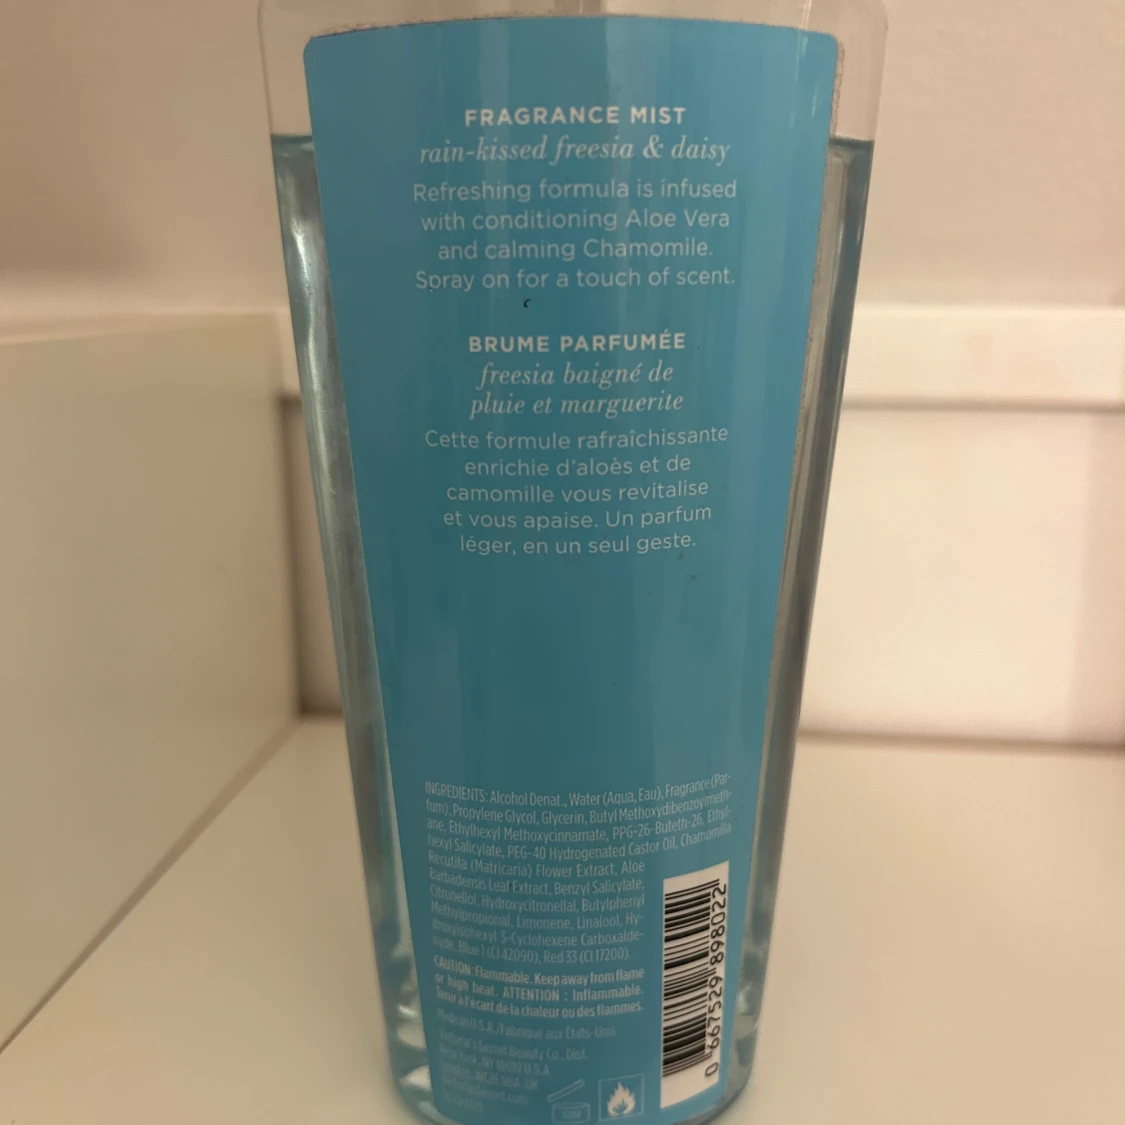 FRAGRANCE MIST
rain-kissed freesia & daisy
Refreshing formula is infused
with conditioning Aloe Vera
and calming Chamomile.
Spray on for a touch of scent.
BRUME PARFUMÉE
freesia baigné de
pluie et marguerite
Cette formule rafraîchissante
enrichie d'aloès et de
camomille vous revitalise
et vous apaise. Un parfum
léger, en un seul geste.
INGREDIENTS: Alcohol Denat., Water (Aqua, Eau), Fragrance (Par-
fum), Propylene Glycol, Glycerin, Butyl Methoxydibenzoylmeth-
ane, Ethylhexyl Methoxycinnamate, PPG-26-Buteth-26, Ethyl-
hexyl Salicylate, PEG-40 Hydrogenated Castor Oil, Chamomilla
Recutita (Matricaria) Flower Extract, Aloe
Barbadensis Leaf Extract, Benzyl Salicylate,
Citronellol, Hydroxycitronellal, Butylphenyl
Methylpropional, Limonene, Linalool, Hy-
droxyisohexyl 3-Cyclohexene Carboxalde-
hyde, Blue 1 (CI 42090), Red 33 (CI 17200).
CAUTION: Flammable. Keep away from flame
or high heat. ATTENTION : Inflammable.
Tenir à l'écart de la chaleur ou des flammes.
Made in U.S.A./Fabriqué aux États-Unis
Victoria's Secret Beauty Co., Dist.
New York, NY U.S.A.
London, UK
12M
0 667529 898022